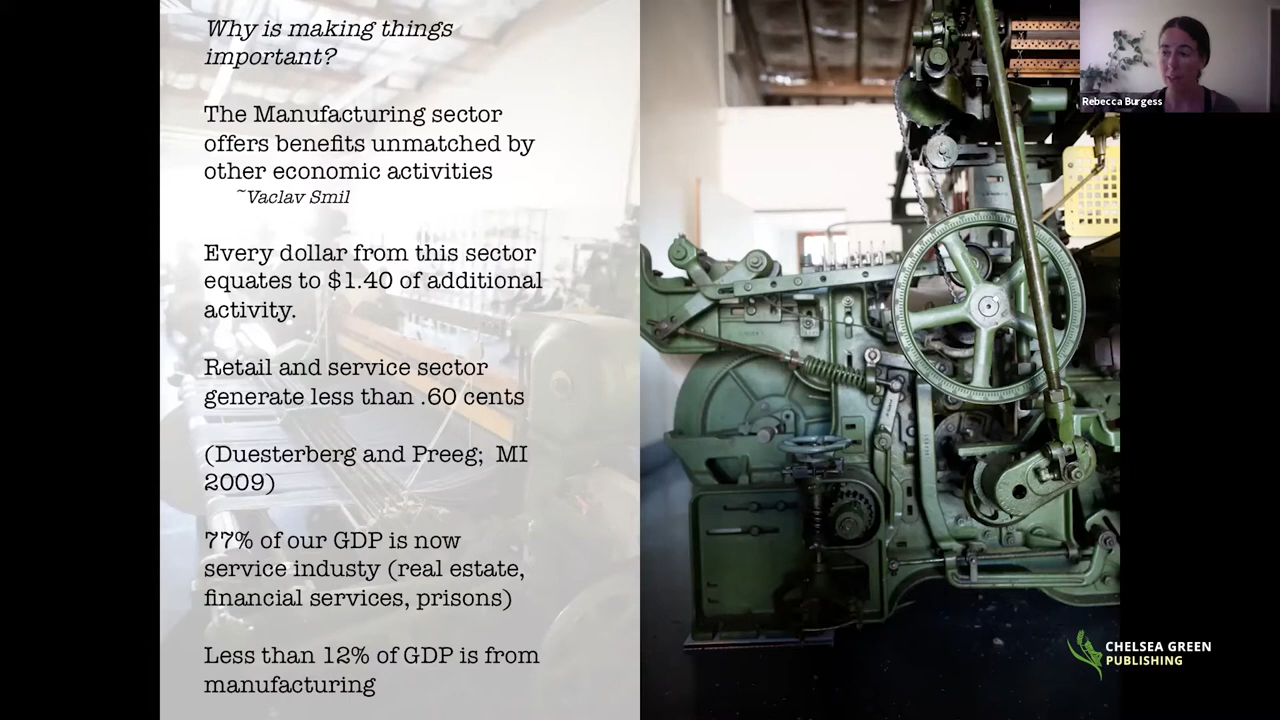 Why is making things
important?
The Manufacturing sector
offers benefits unmatched by
other economic activities
~Vaclav Smil
Every dollar from this sector
equates to $1.40 of additional
activity.
Retail and service sector
generate less than .60 cents
(Duesterberg and Preeg;  MI
2009)
77% of our GDP is now
service industy (real estate,
financial services, prisons)
Less than 12% of GDP is from
manufacturing
Rebecca Burgess
CHELSEA GREEN
PUBLISHING